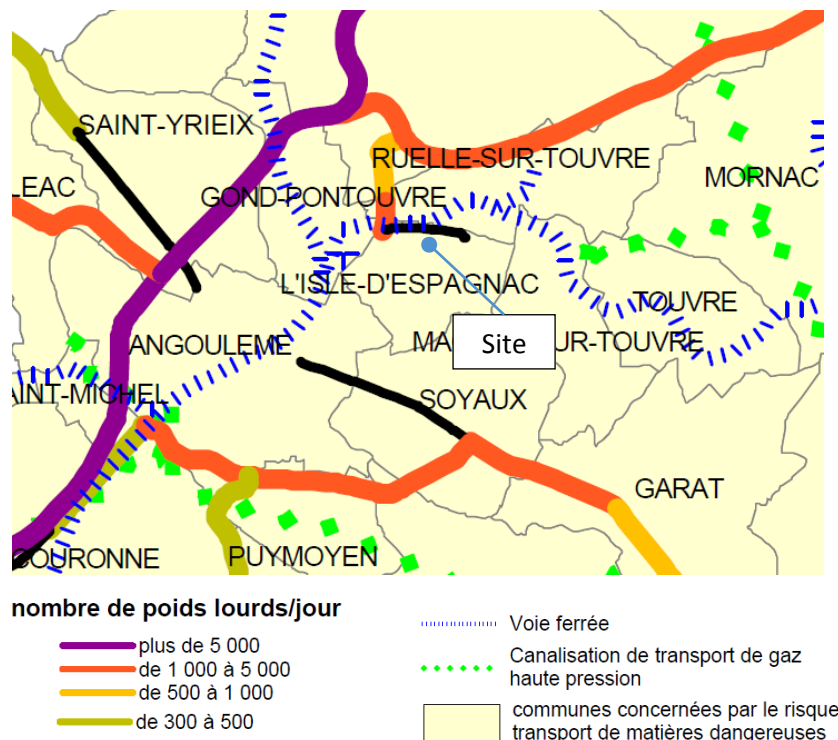 SAINT-YRIEIX
RUELLE-SUR-TOUVRE
LEAC
MORNAC
GOND-PONTOUVRE
L'ISLE-D'ESPAGNAC
TOUVRE
Site
ANGOULEME
MA UR-TOUVRE
AINT-MICHEL
SOYAUX
GARAT
COURONNE
PUYMOYEN
nombre de poids lourds/jour
plus de 5 000
de 1 000 à 5 000
de 500 à 1 000
de 300 à 500
Voie ferrée
Canalisation de transport de gaz
haute pression
communes concernées par le risque
transport de matières dangereuses